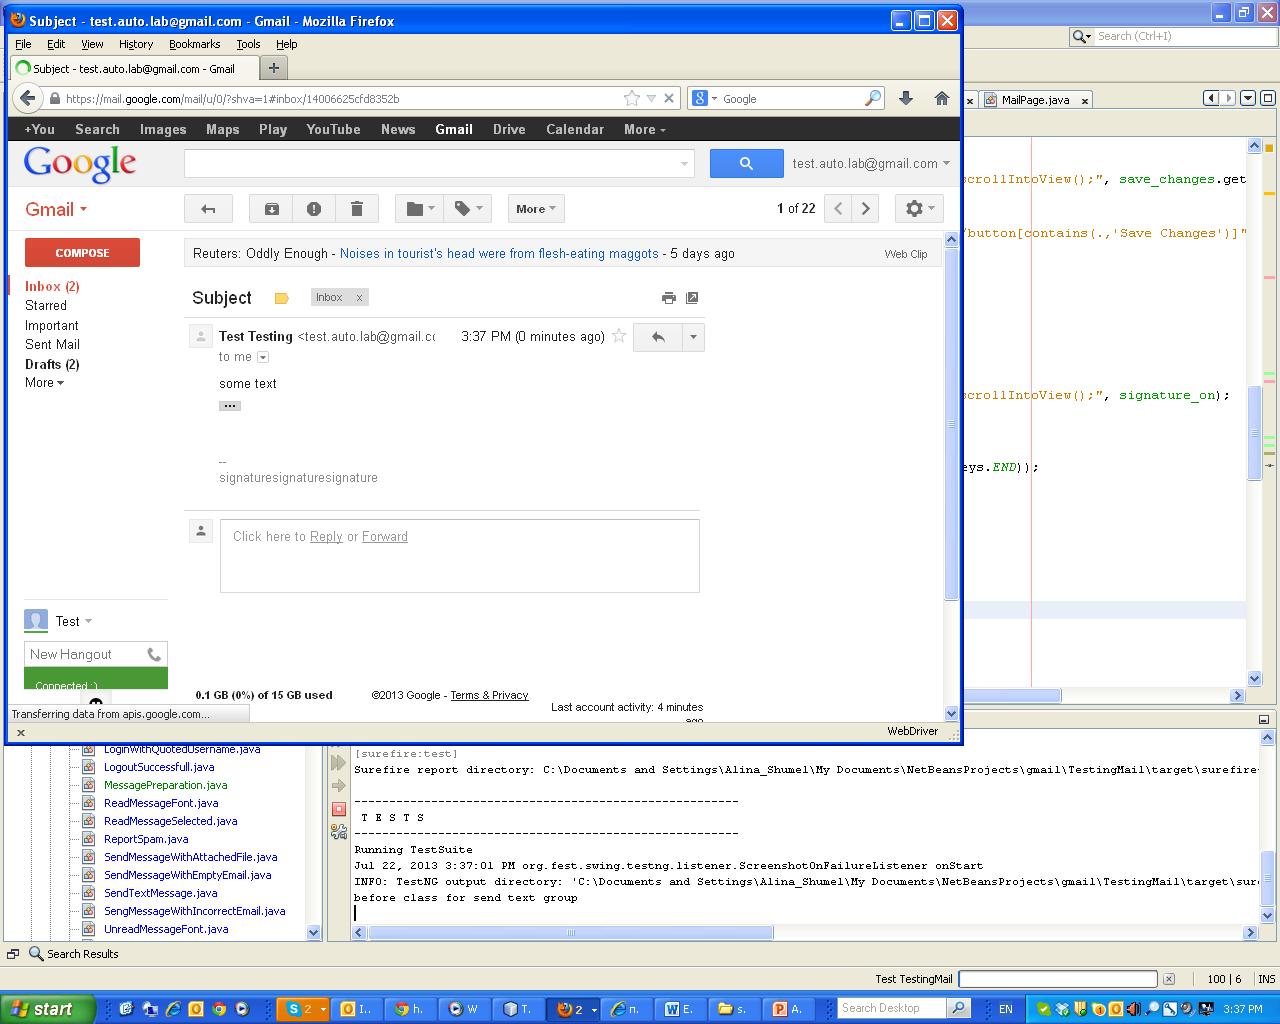 Subject - test.auto.lab@gmail.com - Gmail - Mozilla Firefox
File Edit View History Bookmarks Tools Help
Subject - test.auto.lab@gmail.com - Gmail
https://mail.google.com/mail/u/0/?shva=1#inbox/14006625cfd8352b
Google
+You Search Images Maps Play YouTube News Gmail Drive Calendar More
Google
test.auto.lab@gmail.com
Gmail
More
1 of 22
COMPOSE
Reuters: Oddly Enough - Noises in tourist's head were from flesh-eating maggots - 5 days ago
Web Clip
Inbox (2)
Starred
Important
Sent Mail
Drafts (2)
More
Subject
Inbox x
Test Testing <test.auto.lab@gmail.cc
3:37 PM (0 minutes ago)
to me
some text
...
--
signaturesignaturesignature
Click here to Reply or Forward
Test
New Hangout
Connected :).
0.1 GB (0%) of 15 GB used
©2013 Google - Terms & Privacy
Last account activity: 4 minutes
ago
Transferring data from apis.google.com...
x
WebDriver
Search (Ctrl+I)
MailPage.java
crollIntoView();", save_changes.get
/button[contains(.,'Save Changes')]"
crollIntoView();", signature_on);
eys.END));
LoginWithQuotedUsername.java
LogoutSuccessfull.java
MessagePreparation.java
ReadMessageFont.java
ReadMessageSelected.java
ReportSpam.java
SendMessageWithAttachedFile.java
SendMessageWithEmptyEmail.java
SendTextMessage.java
SengMessageWithIncorrectEmail.java
UnreadMessageFont.java
[surefire:test]
Surefire report directory: C:\Documents and Settings\Alina_Shumel\My Documents\NetBeansProjects\gmail\TestingMail\target\surefire
-------------------------------------------------------
T E S T S
-------------------------------------------------------
Running TestSuite
Jul 22, 2013 3:37:01 PM org.fest.swing.testng.listener.ScreenshotOnFailureListener onStart
INFO: TestNG output directory: 'C:\Documents and Settings\Alina_Shumel\My Documents\NetBeansProjects\gmail\TestingMail\target\sure
before class for send text group
Search Results
Test TestingMail
100 | 6 INS
start
S 2
I..
h.
W
T.
2
n.
E.
s.
A.
Search Desktop
EN
3:37 PM